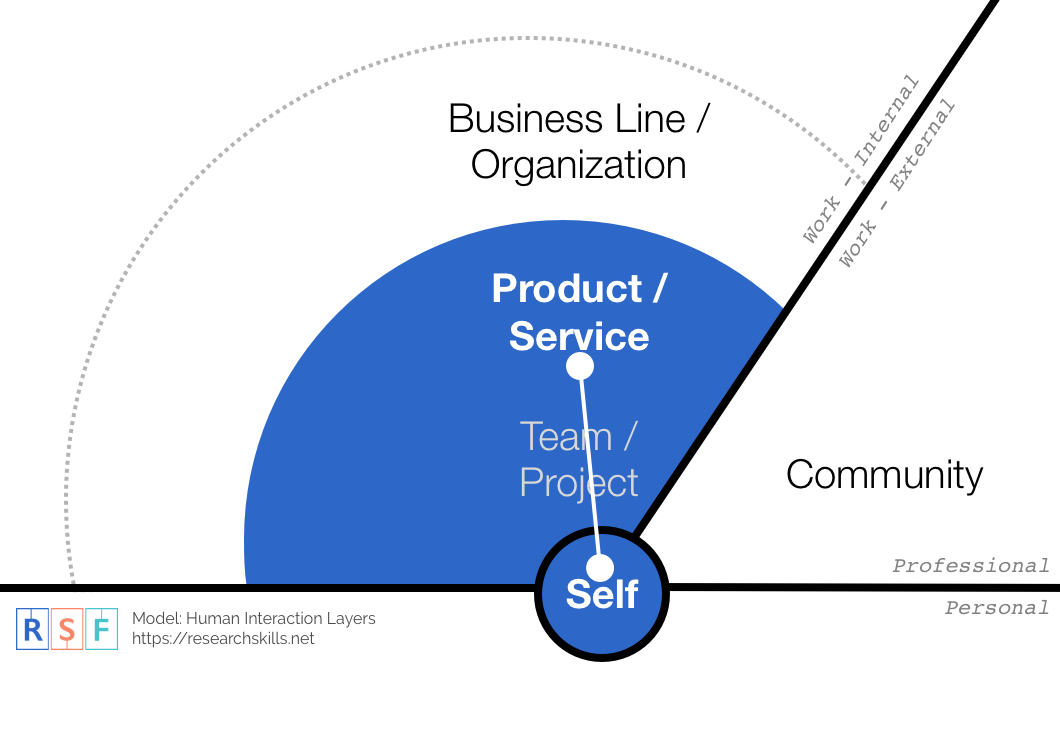 Business Line /
Organization
Work - Internal
Work - External
Product /
Service
Team /
Project
Community
Professional
Self
Personal
RSF
Model: Human Interaction Layers
https://researchskills.net